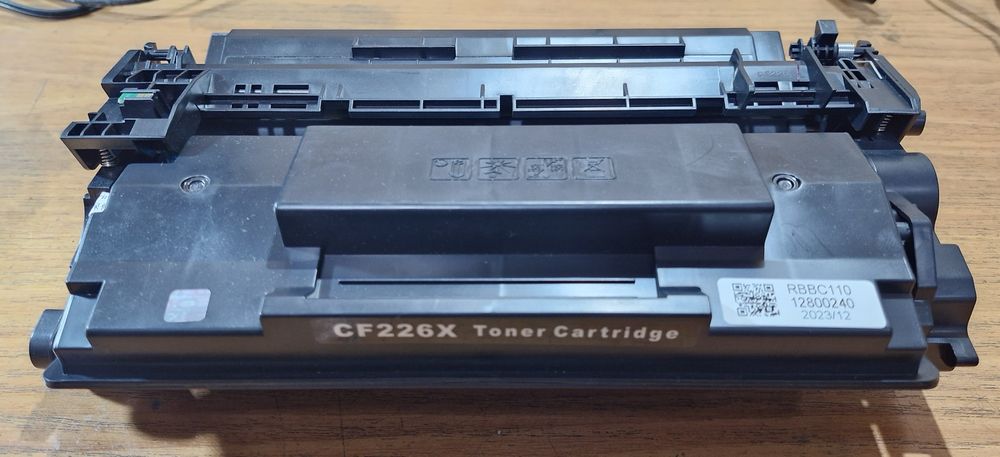 RBBC110
12800240
2023/12
CF226X Toner Cartridge